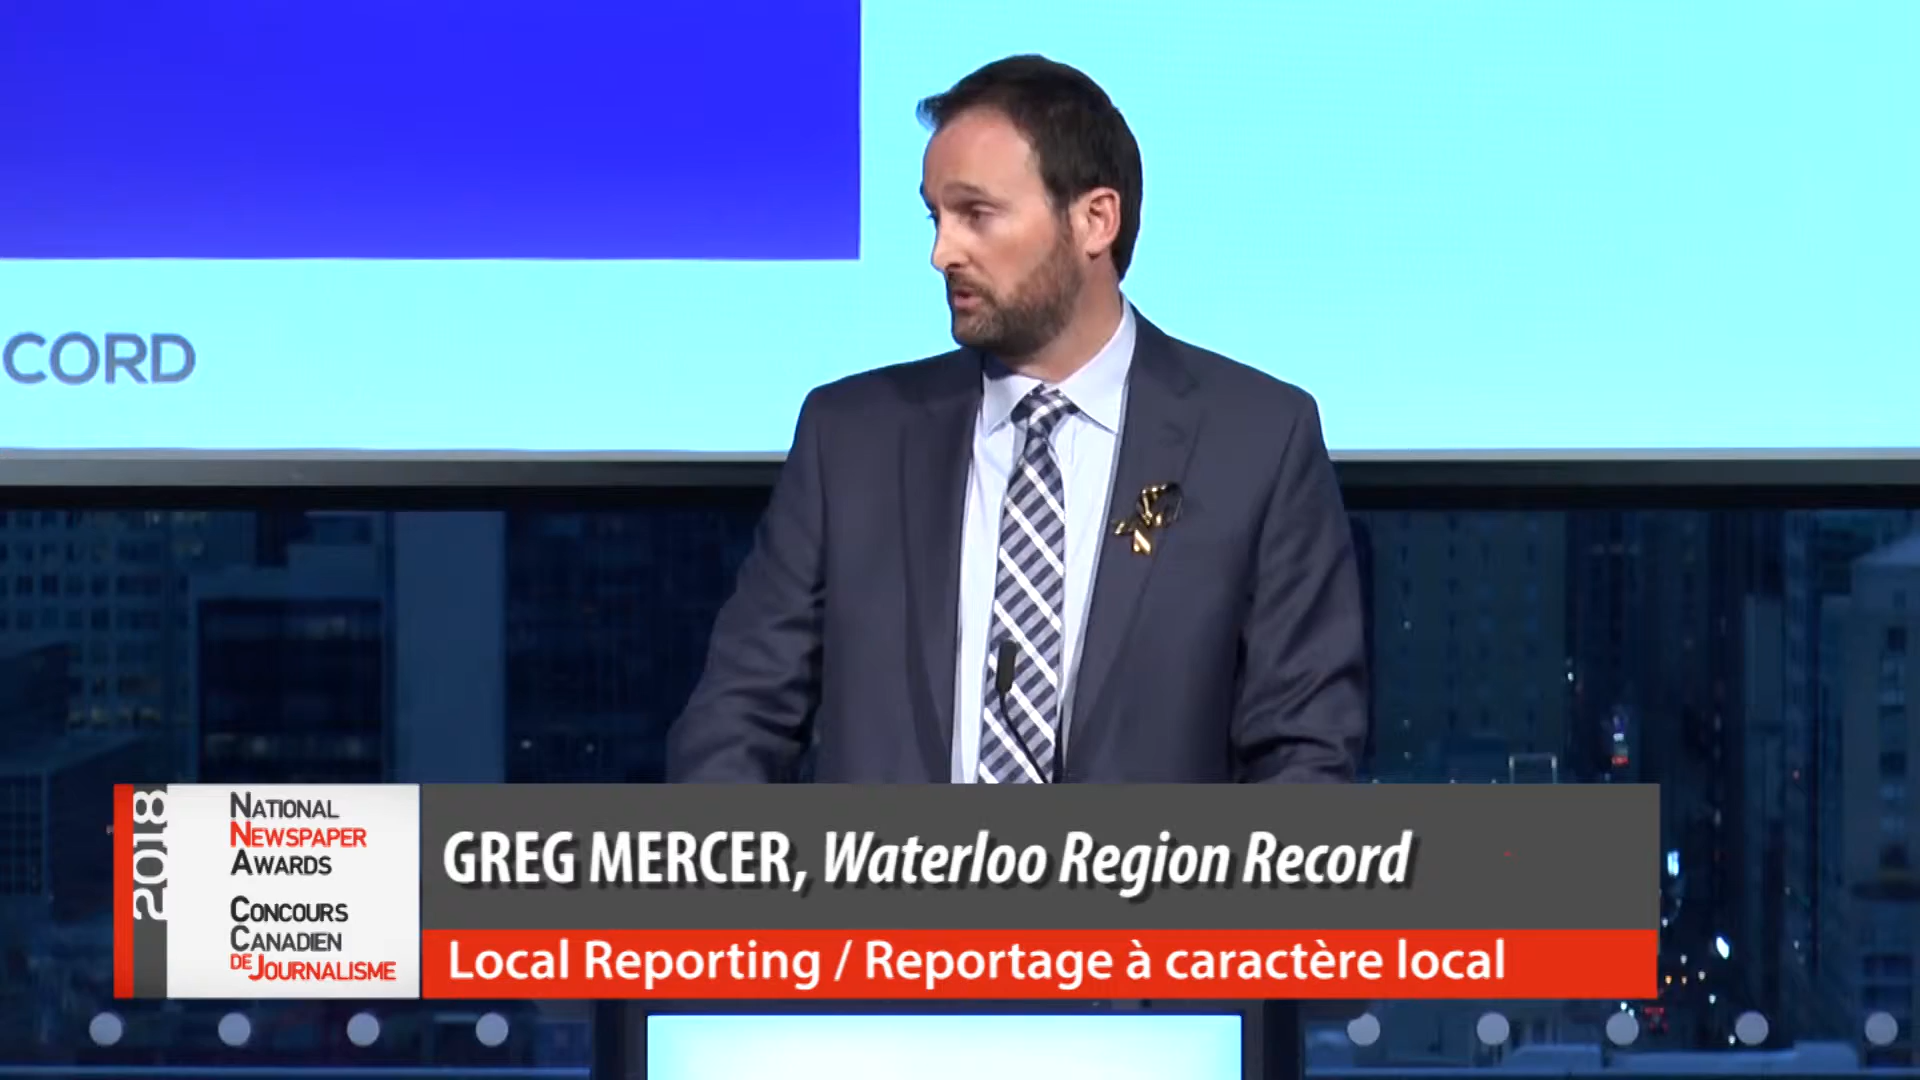 CORD
2018
NATIONAL
NEWSPAPER
AWARDS
CONCOURS
CANADIEN
DE JOURNALISME
GREG MERCER, Waterloo Region Record
Local Reporting / Reportage à caractère local